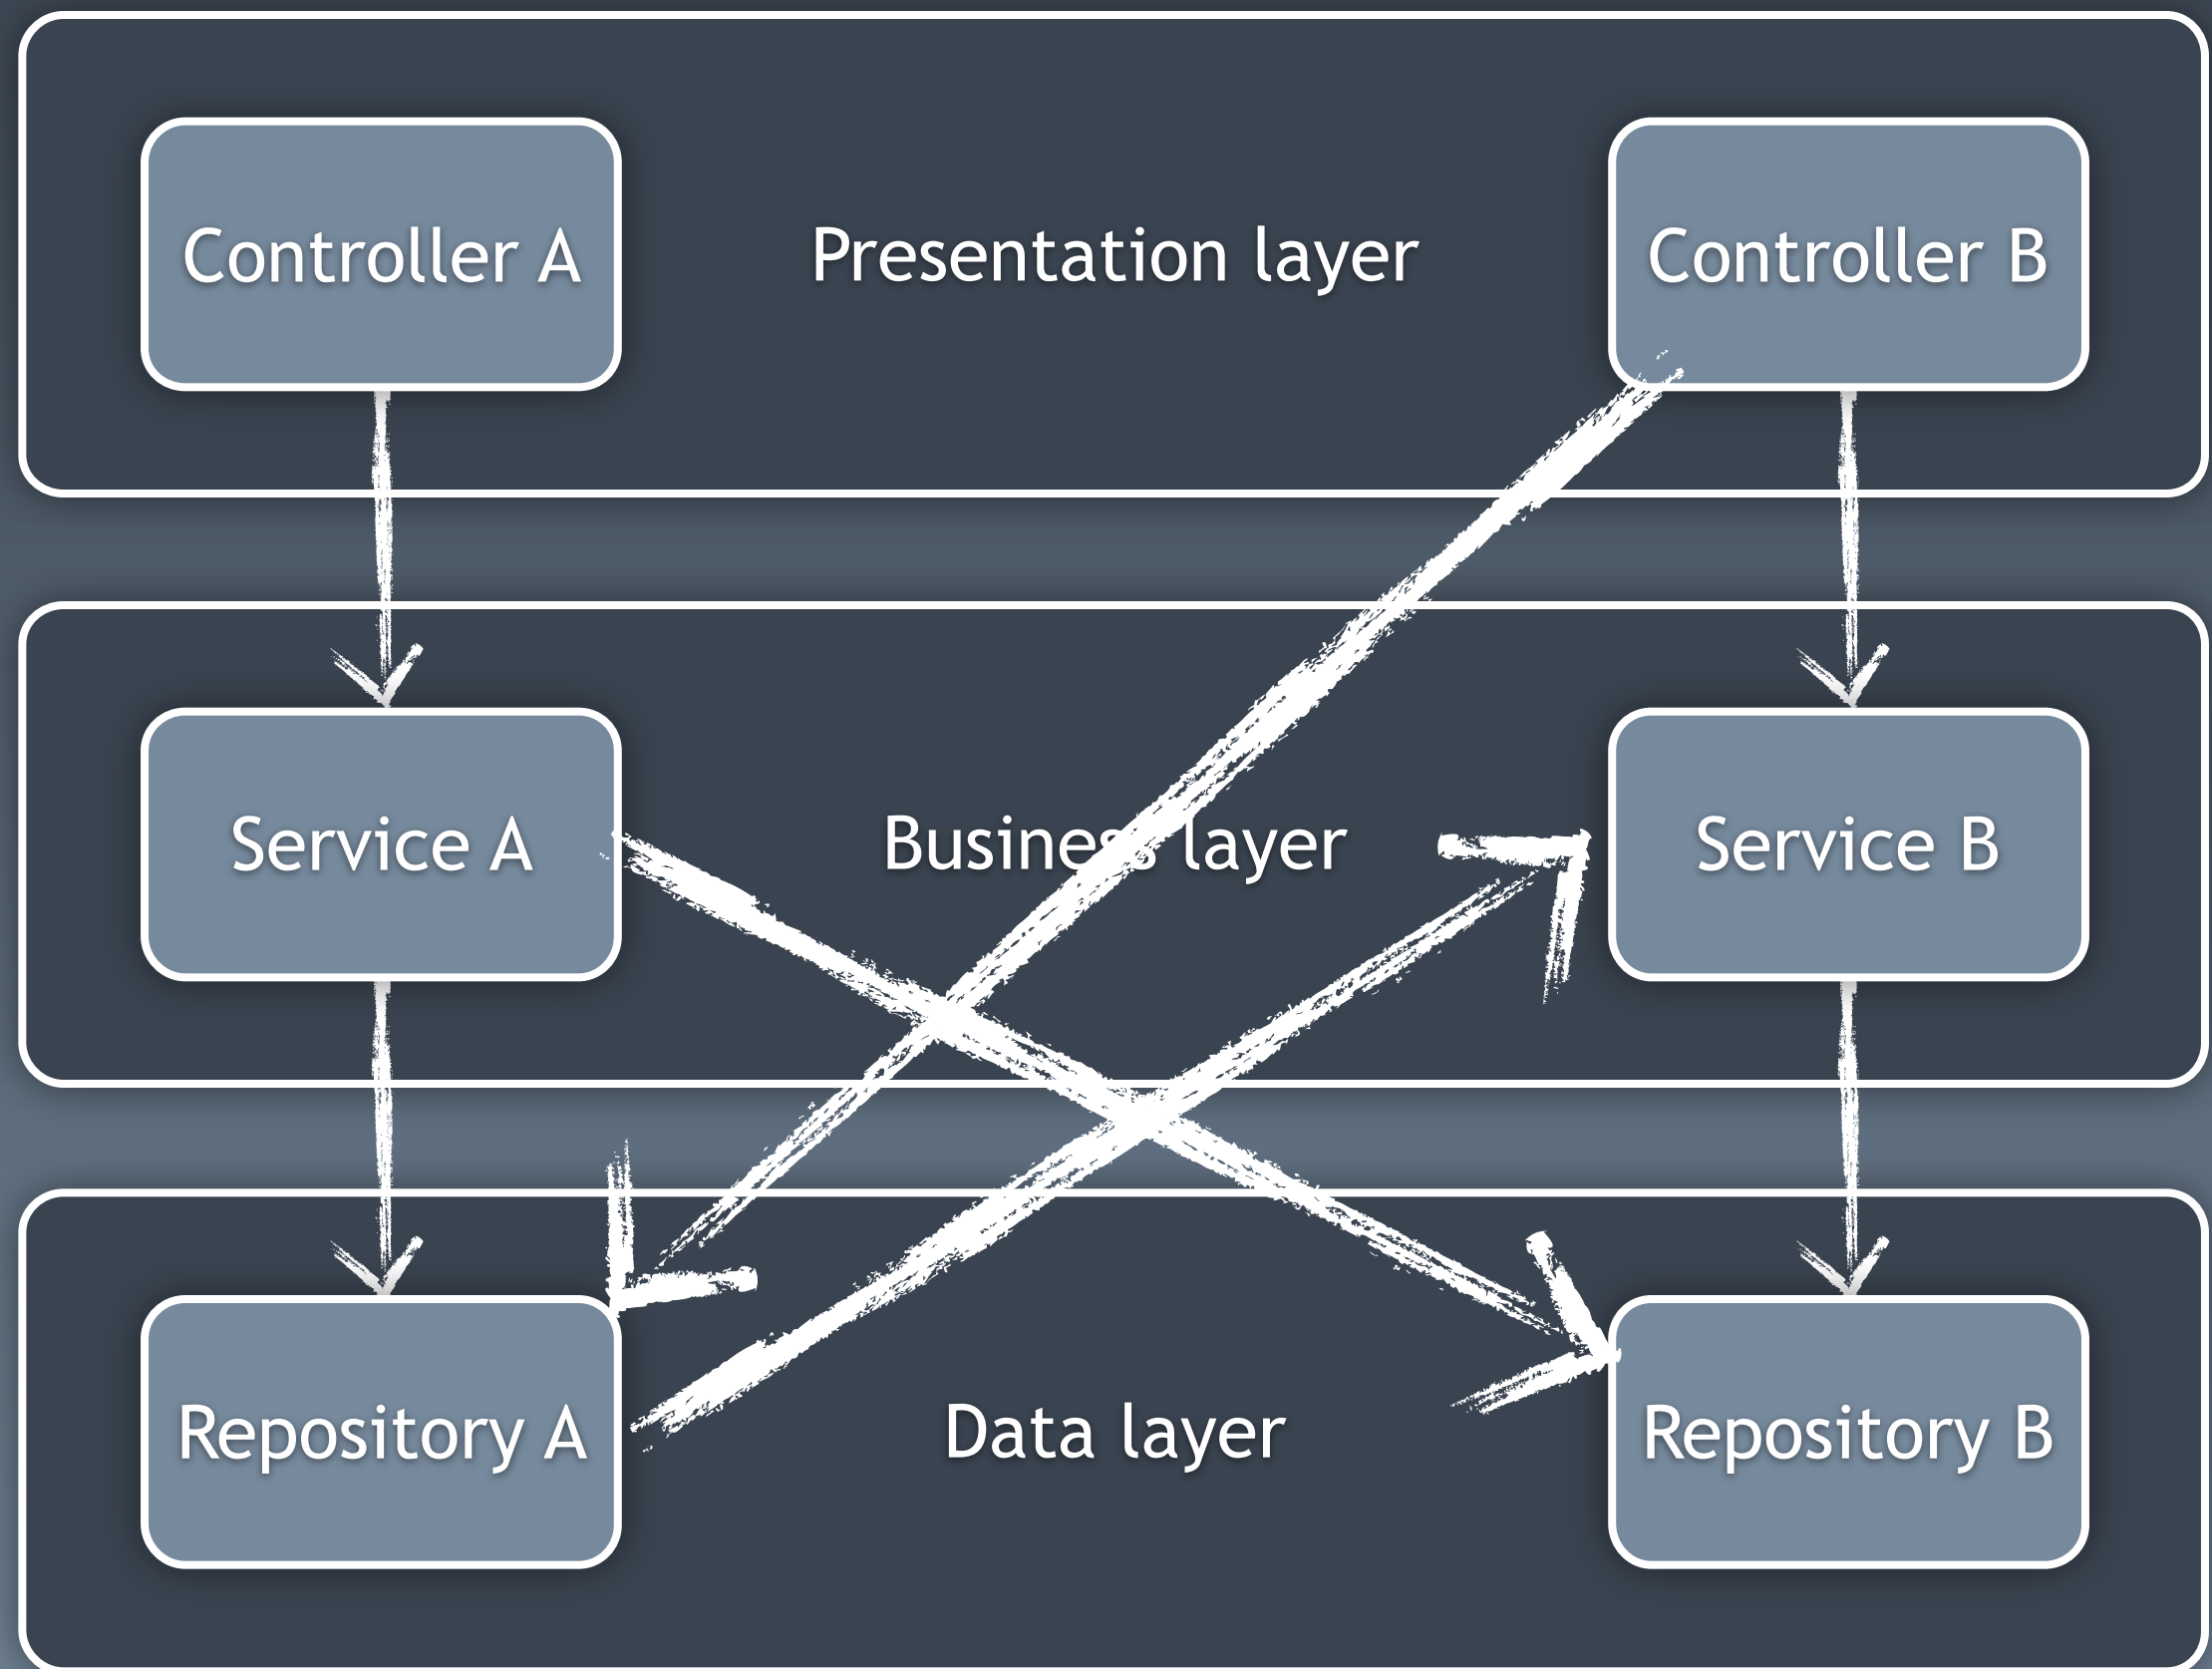 Controller A
Presentation layer
Controller B
Service A
Business layer
Service B
Repository A
Data layer
Repository B